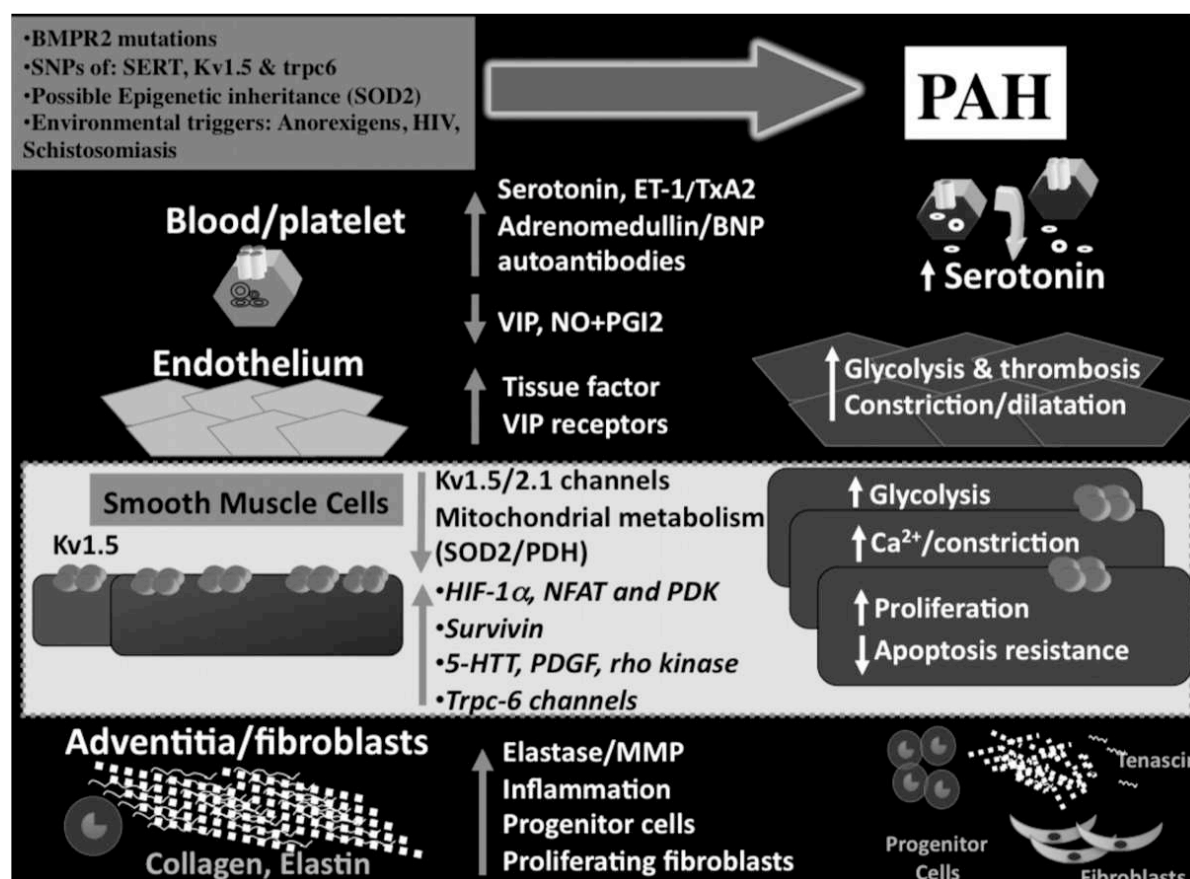 •BMPR2 mutations
•SNPs of: SERT, Kv1.5 & trpc6
•Possible Epigenetic inheritance (SOD2)
•Environmental triggers: Anorexigens, HIV,
Schistosomiasis
PAH
Blood/platelet
Serotonin, ET-1/TxA2
Adrenomedullin/BNP
autoantibodies
VIP, NO+PGI2
Serotonin
Endothelium
Tissue factor
VIP receptors
Glycolysis & thrombosis
Constriction/dilatation
Smooth Muscle Cells
Kv1.5
Kv1.5/2.1 channels
Mitochondrial metabolism
(SOD2/PDH)
•HIF-1α, NFAT and PDK
•Survivin
•5-HTT, PDGF, rho kinase
•Trpc-6 channels
Glycolysis
Ca²⁺/constriction
Proliferation
Apoptosis resistance
Adventitia/fibroblasts
Collagen, Elastin
Elastase/MMP
Inflammation
Progenitor cells
Proliferating fibroblasts
Tenascin
Progenitor
Cells
Fibroblasts